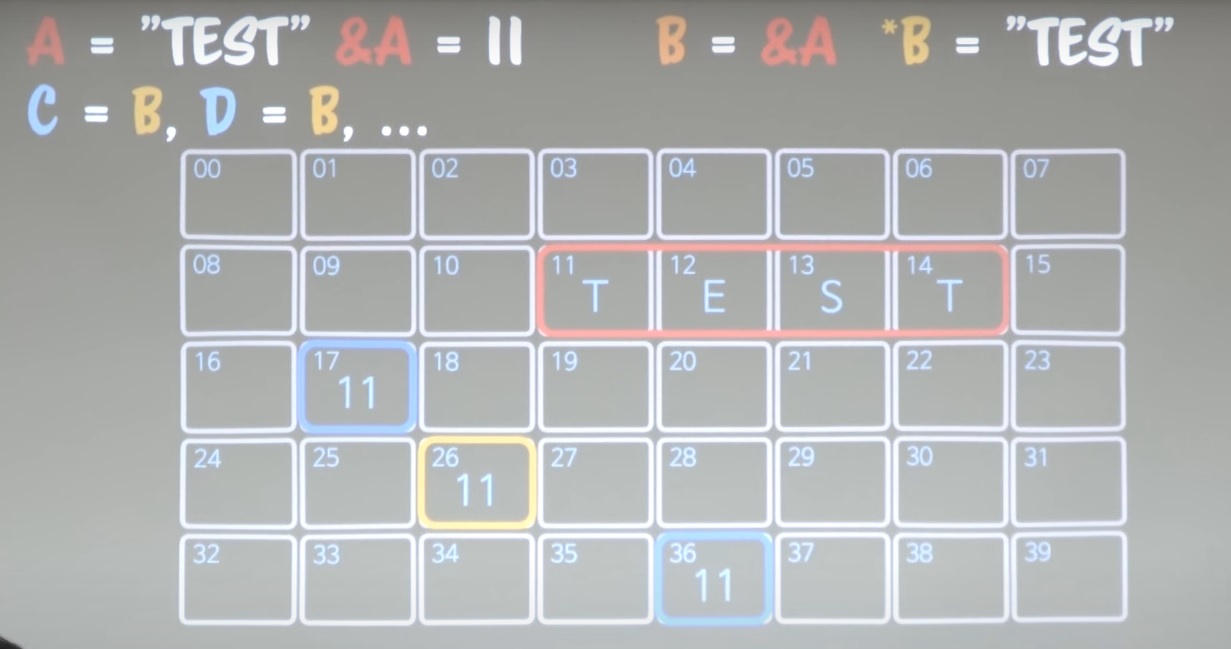 A = "TEST" &A = 11 B = &A *B = "TEST"
C = B, D = B, ...
00 01 02 03 04 05 06 07
08 09 10 11 T 12 E 13 S 14 T 15
16 17 11 18 19 20 21 22 23
24 25 26 11 27 28 29 30 31
32 33 34 35 36 11 37 38 39